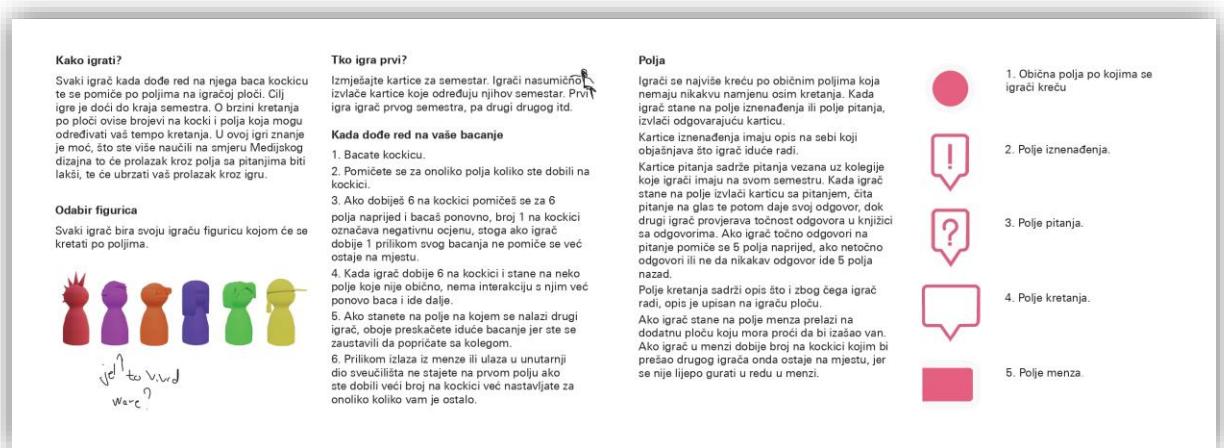 Kako igrati?
Svaki igrač kada dođe red na njega baca kockicu
te se pomiče po poljima na igraćoj ploči. Cilj
igre je doći do kraja semestra. O brzini kretanja
po ploči ovise brojevi na kocki i polja koja mogu
određivati vaš tempo kretanja. U ovoj igri znanje
je moć, što ste više naučili na smjeru Medijskog
dizajna to će prolazak kroz polja sa pitanjima biti
lakši, te će ubrzati vaš prolazak kroz igru.
Odabir figurica
Svaki igrač bira svoju igraću figuricu kojom će se
kretati po poljima.
jel to
Tko igra prvi?
Izmješajte kartice za semestar. Igrači nasumično
izvlače kartice koje određuju njihov semestar. Prvi
igra igrač prvog semestra, pa drugi drugog itd.
Kada dođe red na vaše bacanje
1. Bacate kockicu.
2. Pomičete se za onoliko polja koliko ste dobili na
kockici.
3. Ako dobiješ 6 na kockici pomičeš se za 6
polja naprijed i bacaš ponovno, broj 1 na kockici
označava negativnu ocjenu, stoga ako igrač
dobije 1 prilikom svog bacanja ne pomiče se već
ostaje na mjestu.
4. Kada igrač dobije 6 na kockici i stane na neko
polje koje nije obično, nema interakciju s njim već
ponovo baca i ide dalje.
5. Ako stanete na polje na kojem se nalazi drugi
igrač, oboje preskačete iduće bacanje jer ste se
zaustavili da popričate sa kolegom.
6. Prilikom izlaza iz menze ili ulaza u unutarnji
dio sveučilišta ne stajete na prvom polju ako
ste dobili veći broj na kockici već nastavljate za
onoliko koliko vam je ostalo.
Polja
Igrači se najviše kreću po običnim poljima koja
nemaju nikakvu namjenu osim kretanja. Kada
igrač stane na polje iznenađenja ili polje pitanja,
izvlači odgovarajuću karticu.
Kartice iznenađenja imaju opis na sebi koji
objašnjava što igrač iduće radi.
Kartice pitanja sadrže pitanja vezana uz kolegije
koje igrači imaju na svom semestru. Kada igrač
stane na polje izvlači karticu sa pitanjem, čita
pitanje na glas te potom daje svoj odgovor, dok
drugi igrač provjerava točnost odgovora u knjižici
sa odgovorima. Ako igrač točno odgovori na
pitanje pomiče se 5 polja naprijed, ako netočno
odgovori ili ne da nikakav odgovor ide 5 polja
nazad.
Polje kretanja sadrži opis što i zbog čega igrač
radi, opis je upisan na igraću ploču.
Ako igrač stane na polje menza prelazi na
dodatnu ploču koju mora proći da bi izašao van.
Ako igrač u menzi dobije broj na kockici kojim bi
prešao drugog igrača onda ostaje na mjestu, jer
se nije lijepo gurati u redu u menzi.
1. Obična polja po kojima se
igrači kreću
!
2. Polje iznenađenja.
?
3. Polje pitanja.
4. Polje kretanja.
5. Polje menza.